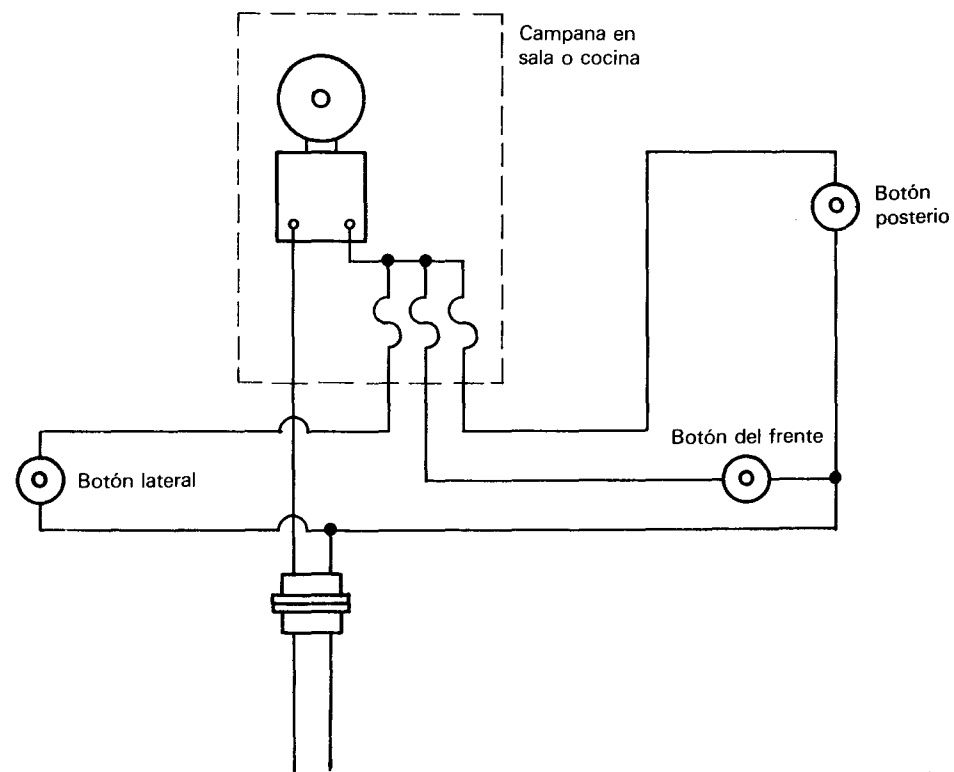 Campana en
sala o cocina
Botón
posterio
Botón del frente
Botón lateral